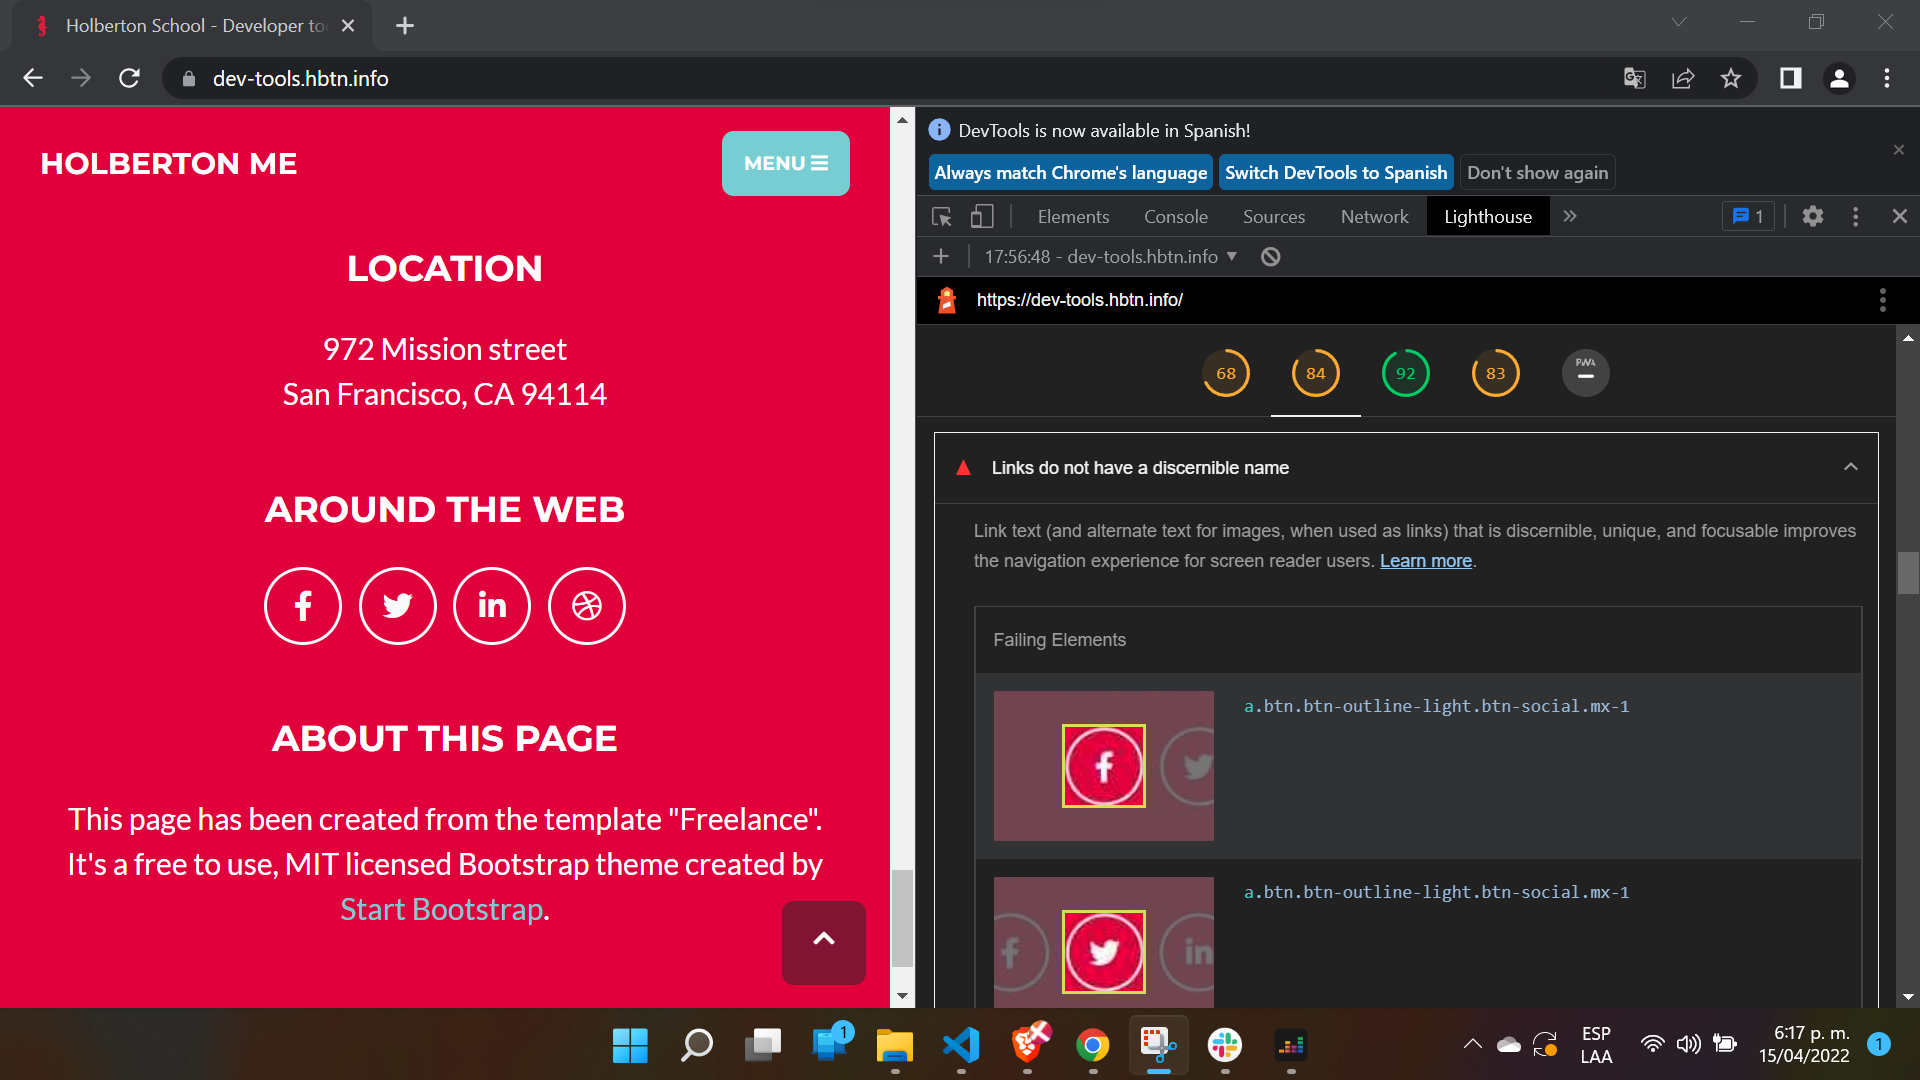 Holberton School - Developer to
dev-tools.hbtn.info
HOLBERTON ME
MENU
LOCATION
972 Mission street
San Francisco, CA 94114
AROUND THE WEB
ABOUT THIS PAGE
This page has been created from the template "Freelance".
It's a free to use, MIT licensed Bootstrap theme created by
Start Bootstrap.
DevTools is now available in Spanish!
Always match Chrome's language
Switch DevTools to Spanish
Don't show again
Elements
Console
Sources
Network
Lighthouse
1
17:56:48 - dev-tools.hbtn.info
https://dev-tools.hbtn.info/
68
84
92
83
PWA
Links do not have a discernible name
Link text (and alternate text for images, when used as links) that is discernible, unique, and focusable improves
the navigation experience for screen reader users. Learn more.
Failing Elements
a.btn.btn-outline-light.btn-social.mx-1
a.btn.btn-outline-light.btn-social.mx-1
1
ESP
LAA
6:17 p. m.
15/04/2022
1